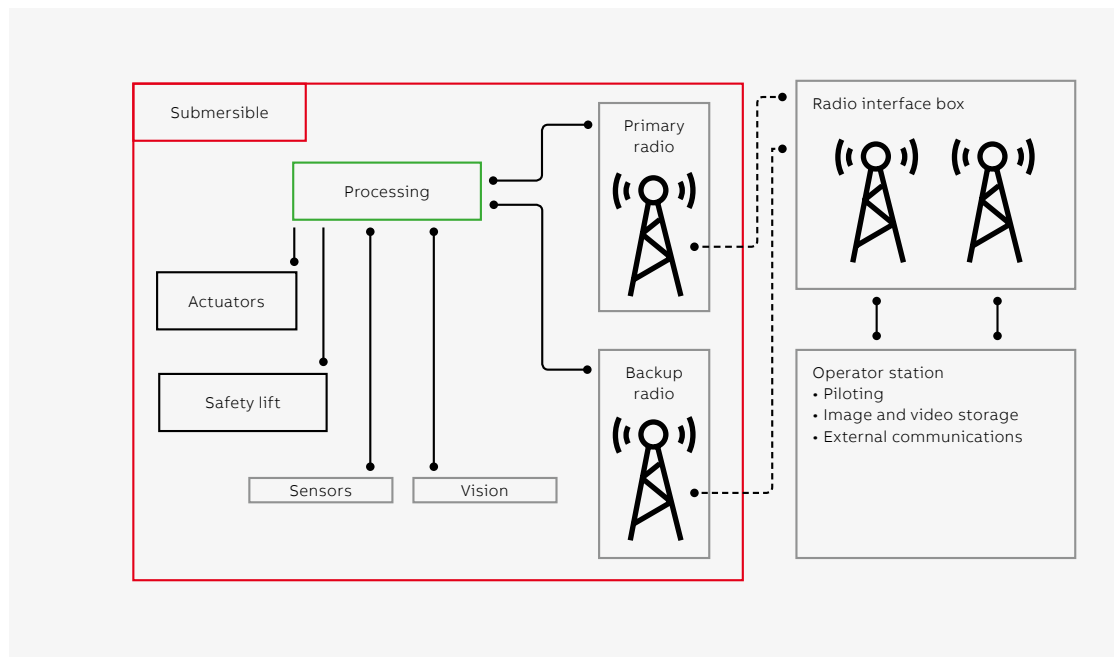 Submersible
Processing
Actuators
Safety lift
Sensors
Vision
Primary
radio
Backup
radio
Radio interface box
Operator station
• Piloting
• Image and video storage
• External communications